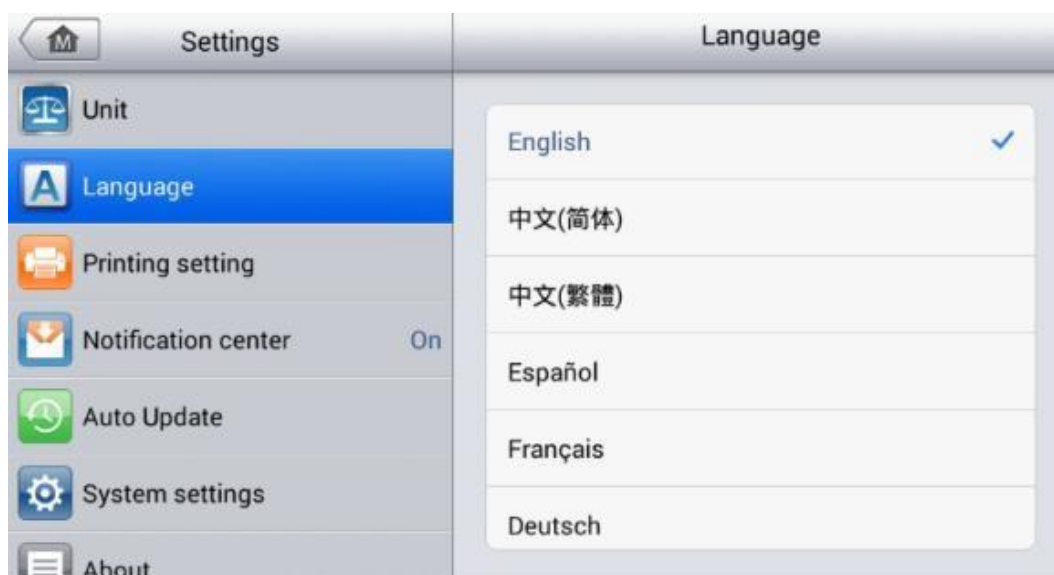 Settings
Unit
Language
Printing setting
Notification center On
Auto Update
System settings
About
Language
English
中文(简体)
中文(繁體)
Español
Français
Deutsch